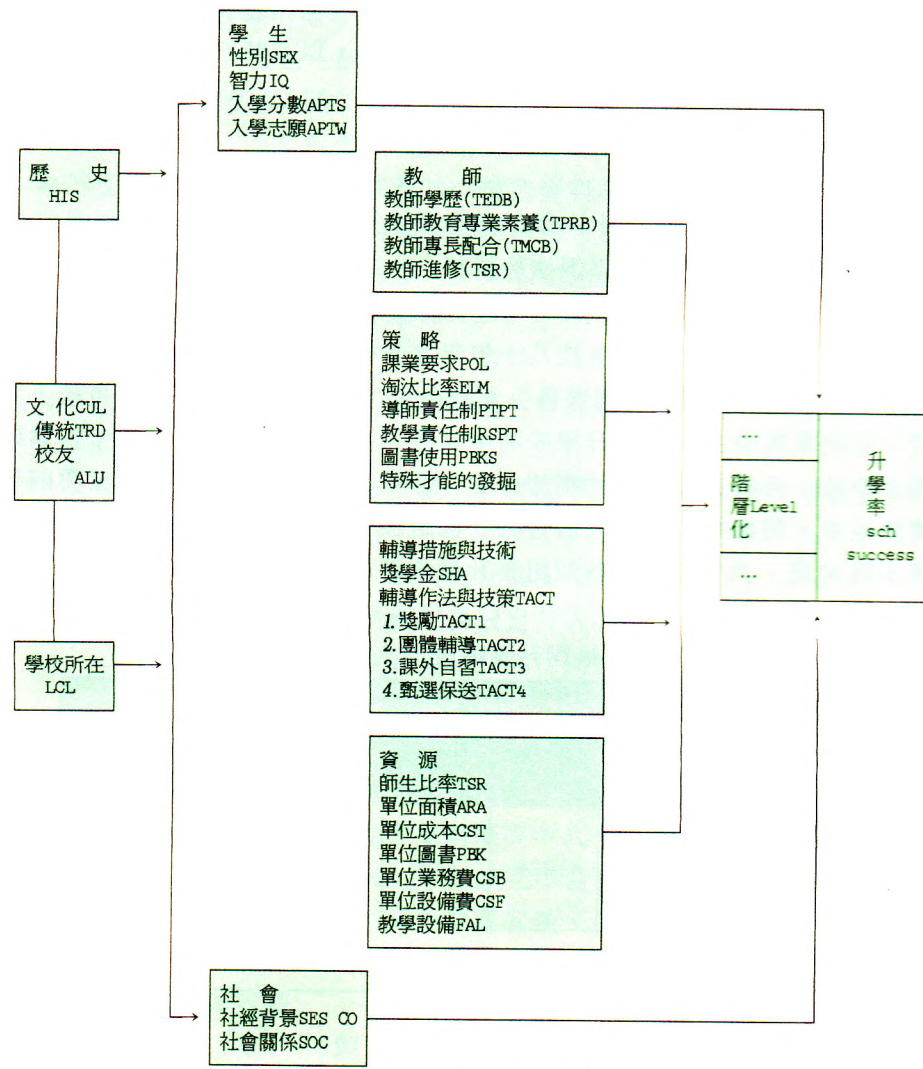 學 生
性別SEX
智力IQ
入學分數APTS
入學志願APTW
歷 史
HIS
教 師
教師學歷(TEDB)
教師教育專業素養(TPRB)
教師專長配合(TMCB)
教師進修(TSR)
策 略
課業要求POL
淘汰比率ELM
導師責任制PTPT
教學責任制RSPT
圖書使用PBKS
特殊才能的發掘
文 化CUL
傳統TRD
校友
ALU
…
階
層Level
化
…
升
學
率
sch
success
輔導措施與技術
獎學金SHA
輔導作法與技策TACT
1.獎勵TACT1
2.團體輔導TACT2
3.課外自習TACT3
4.甄選保送TACT4
學校所在
LCL
資 源
師生比率TSR
單位面積ARA
單位成本CST
單位圖書PBK
單位業務費CSB
單位設備費CSF
教學設備FAL
社 會
社經背景SES CO
社會關係SOC